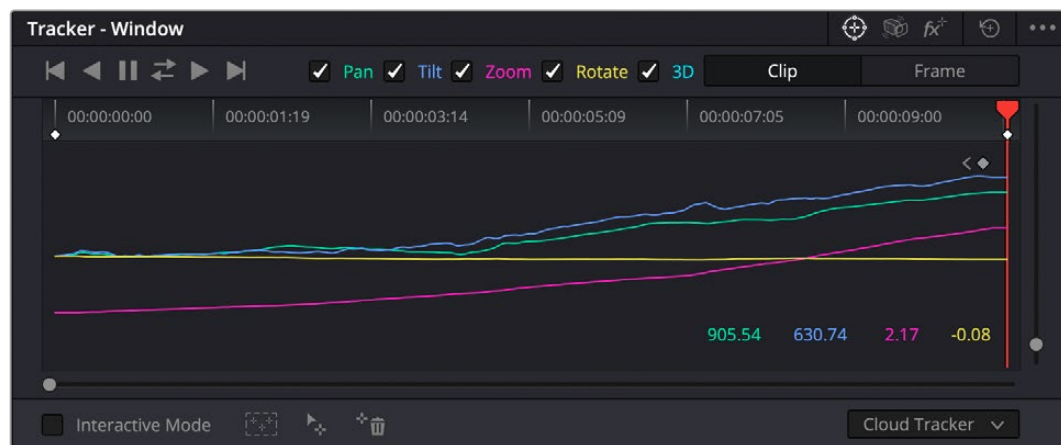 Tracker - Window
Pan Tilt Zoom Rotate 3D Clip Frame
00:00:00:00 00:00:01:19 00:00:03:14 00:00:05:09 00:00:07:05 00:00:09:00
905.54 630.74 2.17 -0.08
Interactive Mode Cloud Tracker